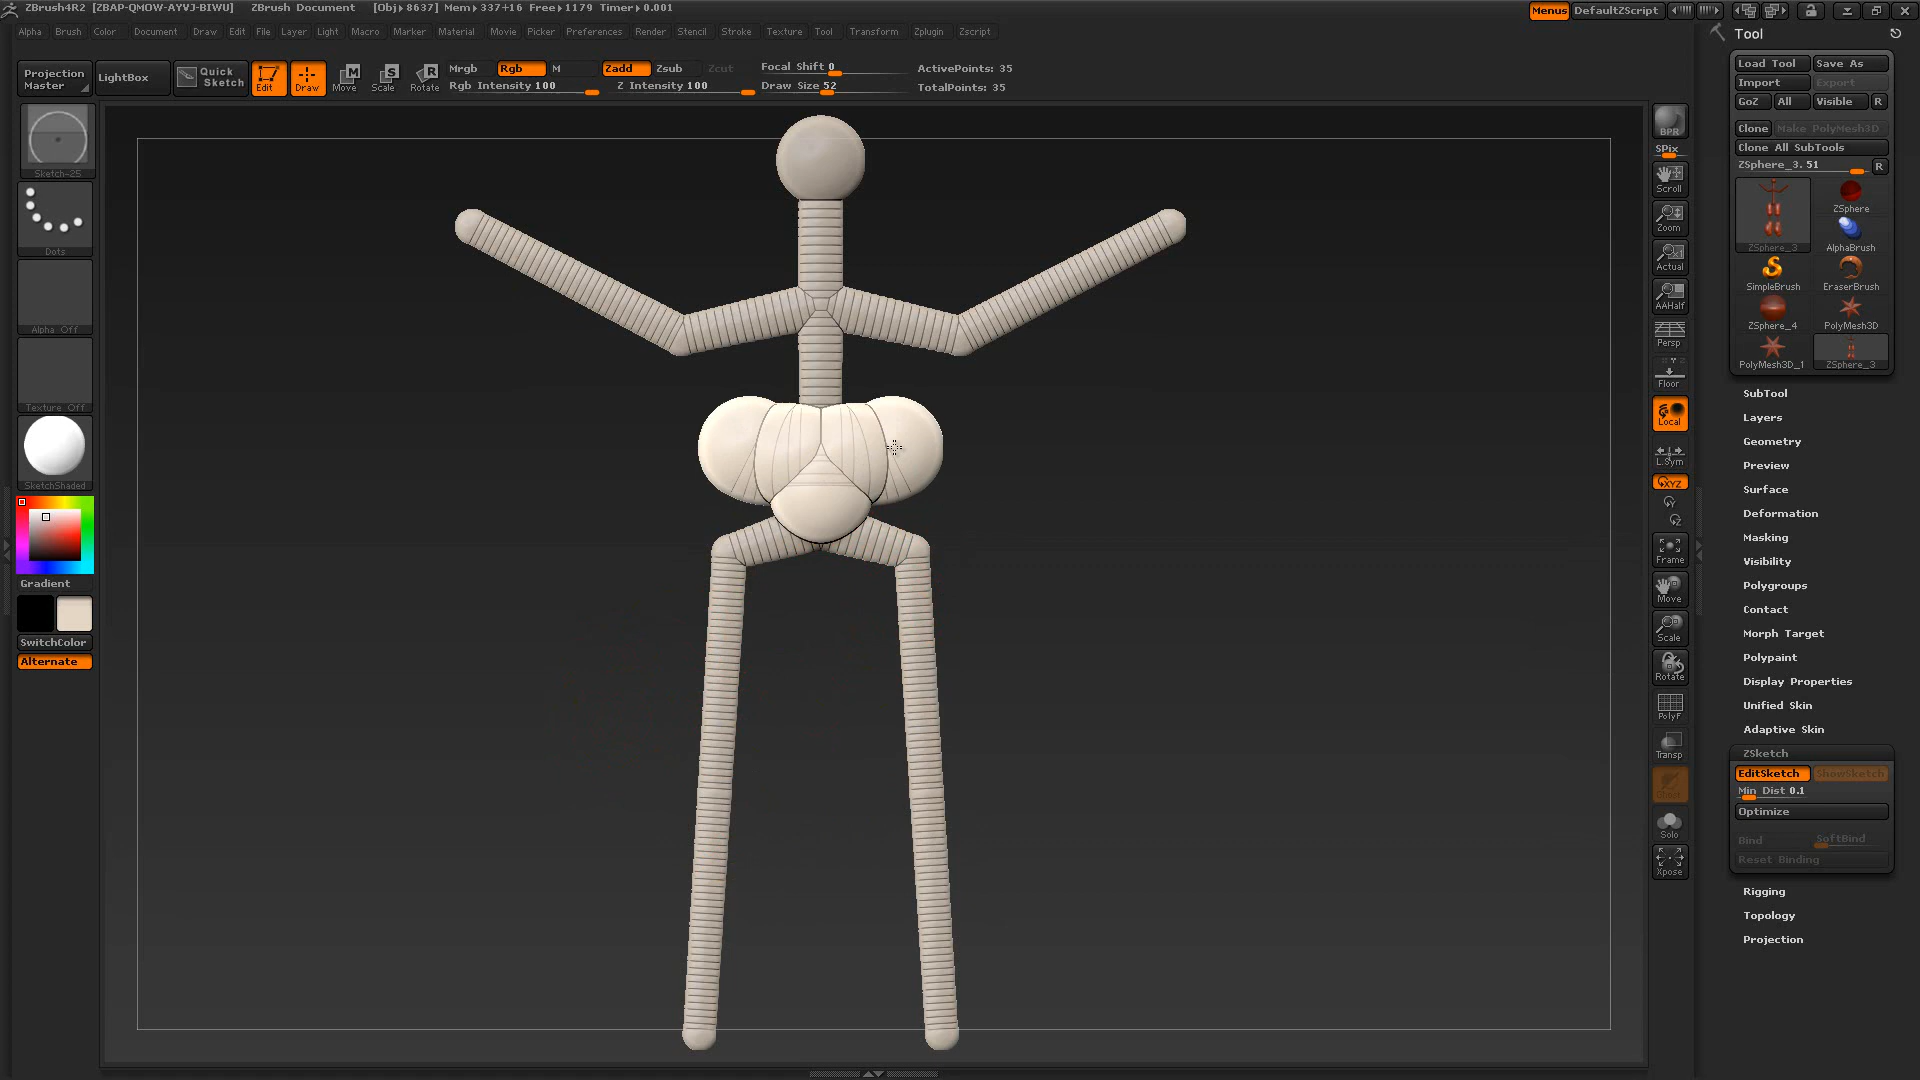 ZBrush4R2 [ZBAP-QMOW-AYVJ-BIWU] ZBrush Document [Obj▸8637] Mem▸337+16 Free▸1179 Timer▸0.001 Menus DefaultZScript
Alpha Brush Color Document Draw Edit File Layer Light Macro Marker Material Movie Picker Preferences Render Stencil Stroke Texture Tool Transform Zplugin Zscript
Projection Master
LightBox
Quick Sketch
Edit
Draw
Move
Scale
Rotate
Mrgb Rgb M
Rgb Intensity 100
Zadd Zsub Zcut
Z Intensity 100
Focal Shift 0
Draw Size 52
ActivePoints: 35
TotalPoints: 35
Sketch-25
Dots
Alpha Off
Texture Off
SketchShaded
Gradient
SwitchColor
Alternate
BPR
SPix
Scroll
Zoom
Actual
AAHalf
Persp
Floor
Local
L.Sym
XYZ
Y
Z
Frame
Move
Scale
Rotate
PolyF
Transp
Solo
Xpose
Tool
Load Tool Save As
Import Export
GoZ All Visible R
Clone Make PolyMesh3D
Clone All SubTools
ZSphere_3. 51 R
ZSphere_3 ZSphere
AlphaBrush
SimpleBrush EraserBrush
ZSphere_4 PolyMesh3D
PolyMesh3D_1 ZSphere_3
SubTool
Layers
Geometry
Preview
Surface
Deformation
Masking
Visibility
Polygroups
Contact
Morph Target
Polypaint
Display Properties
Unified Skin
Adaptive Skin
ZSketch
EditSketch ShowSketch
Min Dist 0.1
Optimize
Bind SoftBind
Reset Binding
Rigging
Topology
Projection